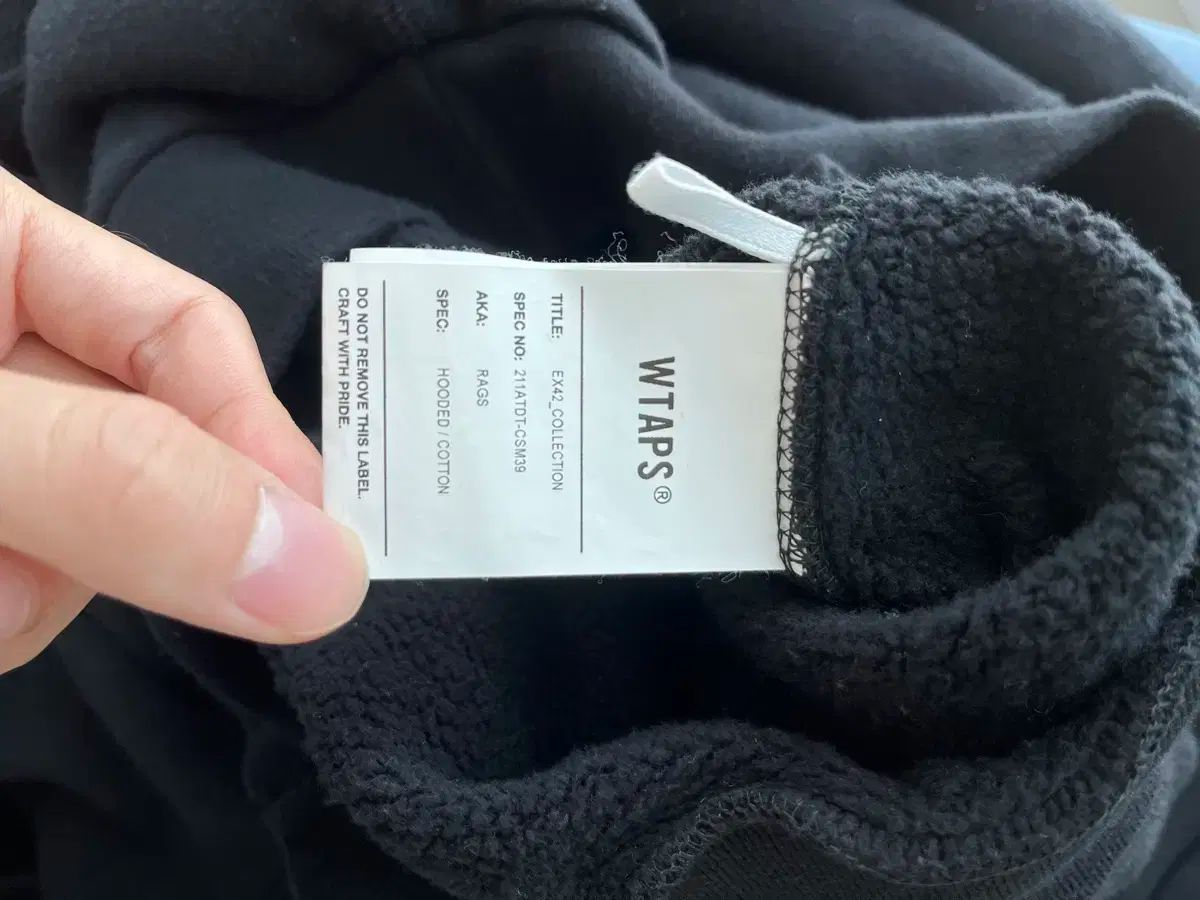 WTAPS®
TITLE: EX42_COLLECTION
SPEC NO: 211ATDT-CSM39
AKA: RAGS
SPEC: HOODED / COTTON
DO NOT REMOVE THIS LABEL.
CRAFT WITH PRIDE.